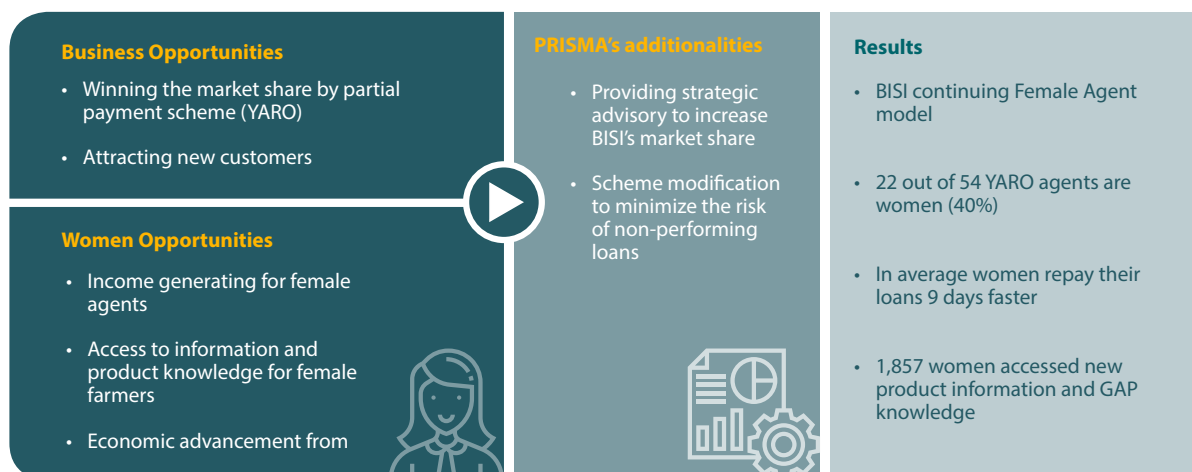 Business Opportunities
• Winning the market share by partial
payment scheme (YARO)
• Attracting new customers
Women Opportunities
• Income generating for female
agents
• Access to information and
product knowledge for female
farmers
• Economic advancement from
PRISMA's additionalities
• Providing strategic
advisory to increase
BISI's market share
• Scheme modification
to minimize the risk
of non-performing
loans
Results
• BISI continuing Female Agent
model
• 22 out of 54 YARO agents are
women (40%)
• In average women repay their
loans 9 days faster
• 1,857 women accessed new
product information and GAP
knowledge